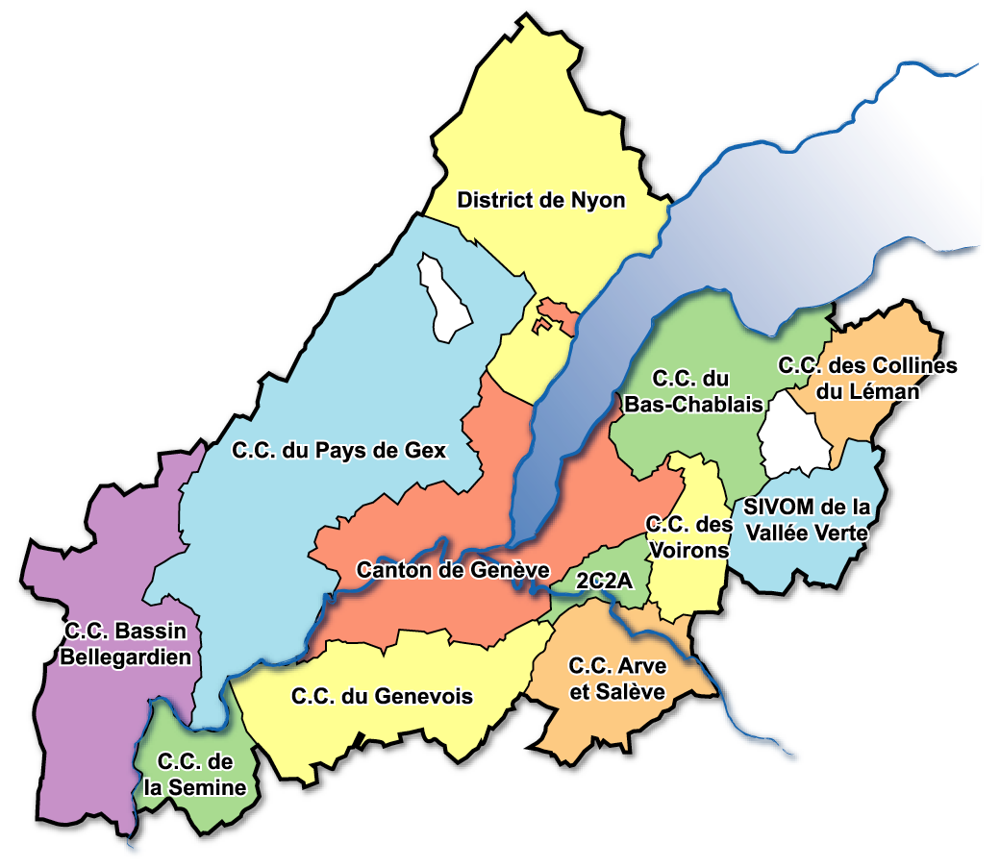 District de Nyon
C.C. des Collines
du Léman
C.C. du
Bas-Chablais
C.C. du Pays de Gex
SIVOM de la
Vallée Verte
C.C. des
Voirons
Canton de Genève
2C2A
C.C. Bassin
Bellegardien
C.C. Arve
et Salève
C.C. du Genevois
C.C. de
la Semine